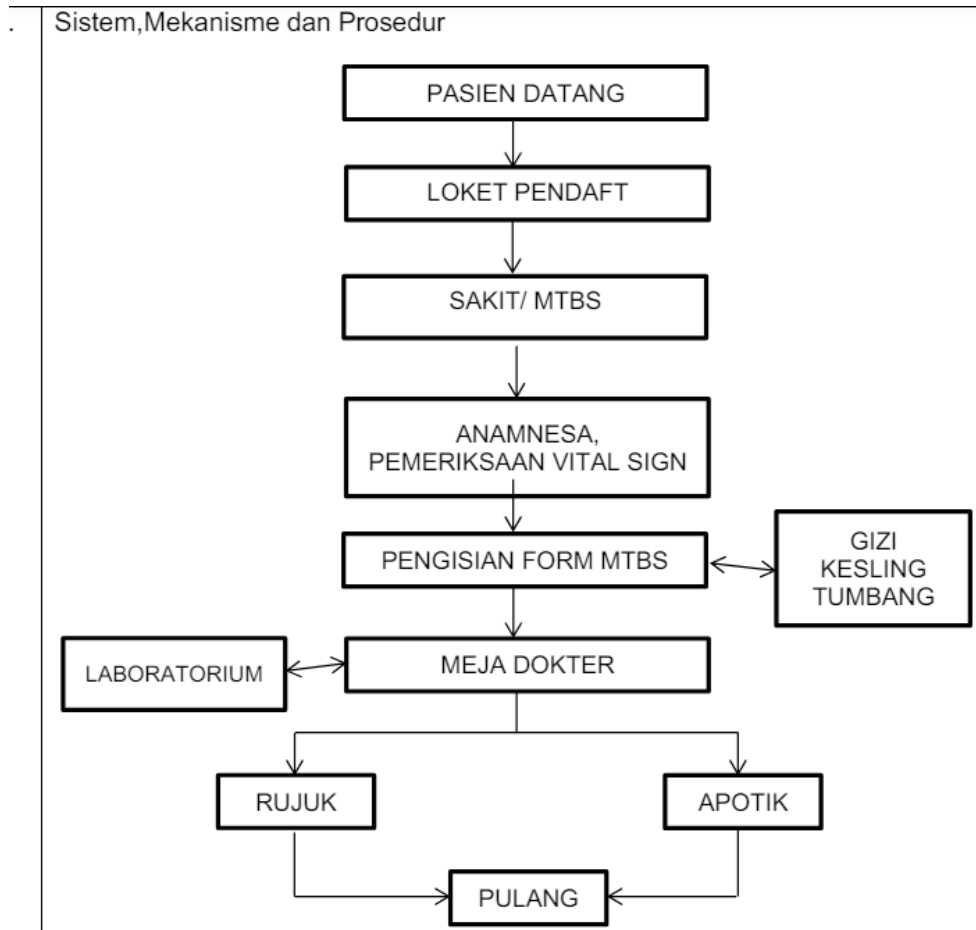 . Sistem,Mekanisme dan Prosedur
PASIEN DATANG
LOKET PENDAFT
SAKIT/ MTBS
ANAMNESA,
PEMERIKSAAN VITAL SIGN
PENGISIAN FORM MTBS
GIZI
KESLING
TUMBANG
LABORATORIUM
MEJA DOKTER
RUJUK
APOTIK
PULANG